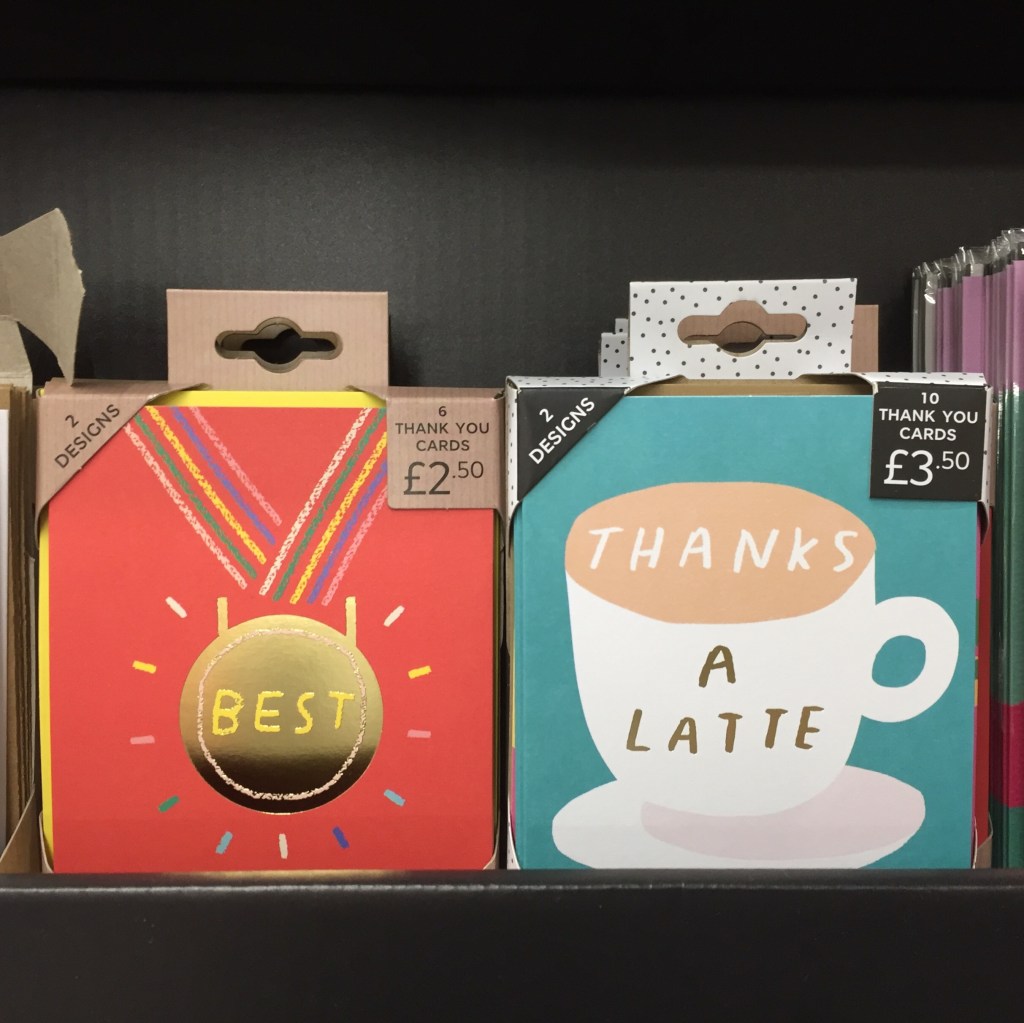 2
DESIGNS
6
THANK YOU
CARDS
£2.50
BEST
2
DESIGNS
10
THANK YOU
CARDS
£3.50
THANKS
A
LATTE